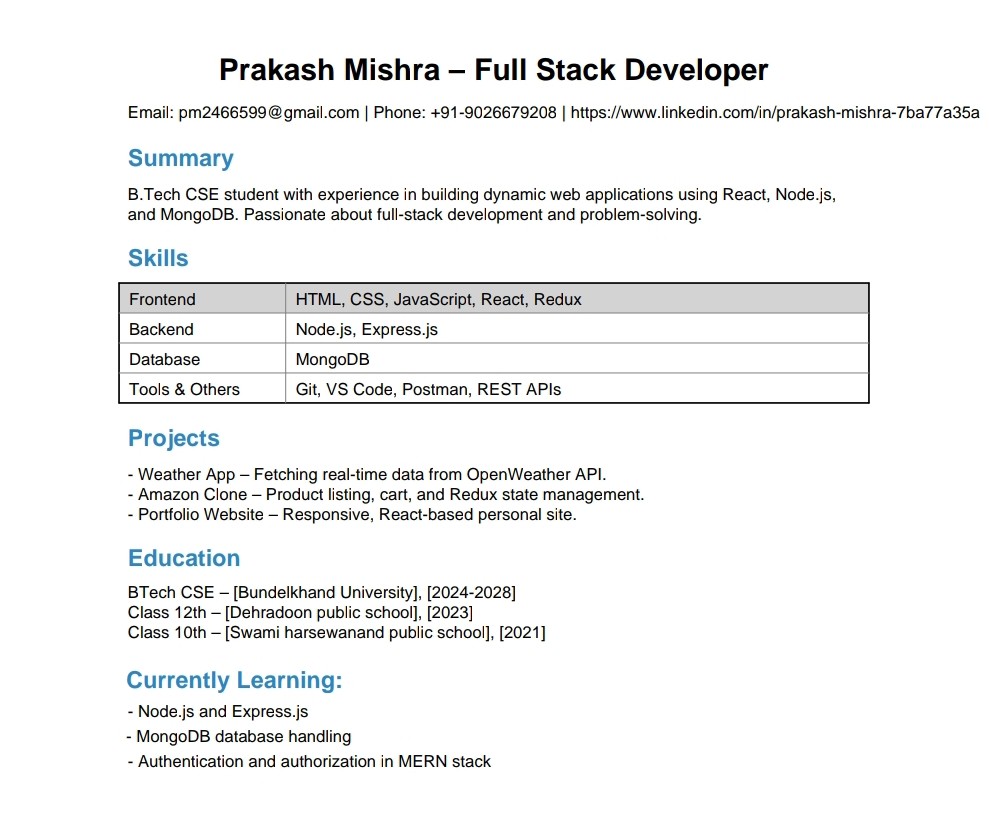 Prakash Mishra – Full Stack Developer
Email: pm2466599@gmail.com | Phone: +91-9026679208 | https://www.linkedin.com/in/prakash-mishra-7ba77a35a
Summary
B.Tech CSE student with experience in building dynamic web applications using React, Node.js,
and MongoDB. Passionate about full-stack development and problem-solving.
Skills
Frontend HTML, CSS, JavaScript, React, Redux
Backend Node.js, Express.js
Database MongoDB
Tools & Others Git, VS Code, Postman, REST APIs
Projects
- Weather App – Fetching real-time data from OpenWeather API.
- Amazon Clone – Product listing, cart, and Redux state management.
- Portfolio Website – Responsive, React-based personal site.
Education
BTech CSE – [Bundelkhand University], [2024-2028]
Class 12th – [Dehradoon public school], [2023]
Class 10th – [Swami harsewanand public school], [2021]
Currently Learning:
- Node.js and Express.js
- MongoDB database handling
- Authentication and authorization in MERN stack